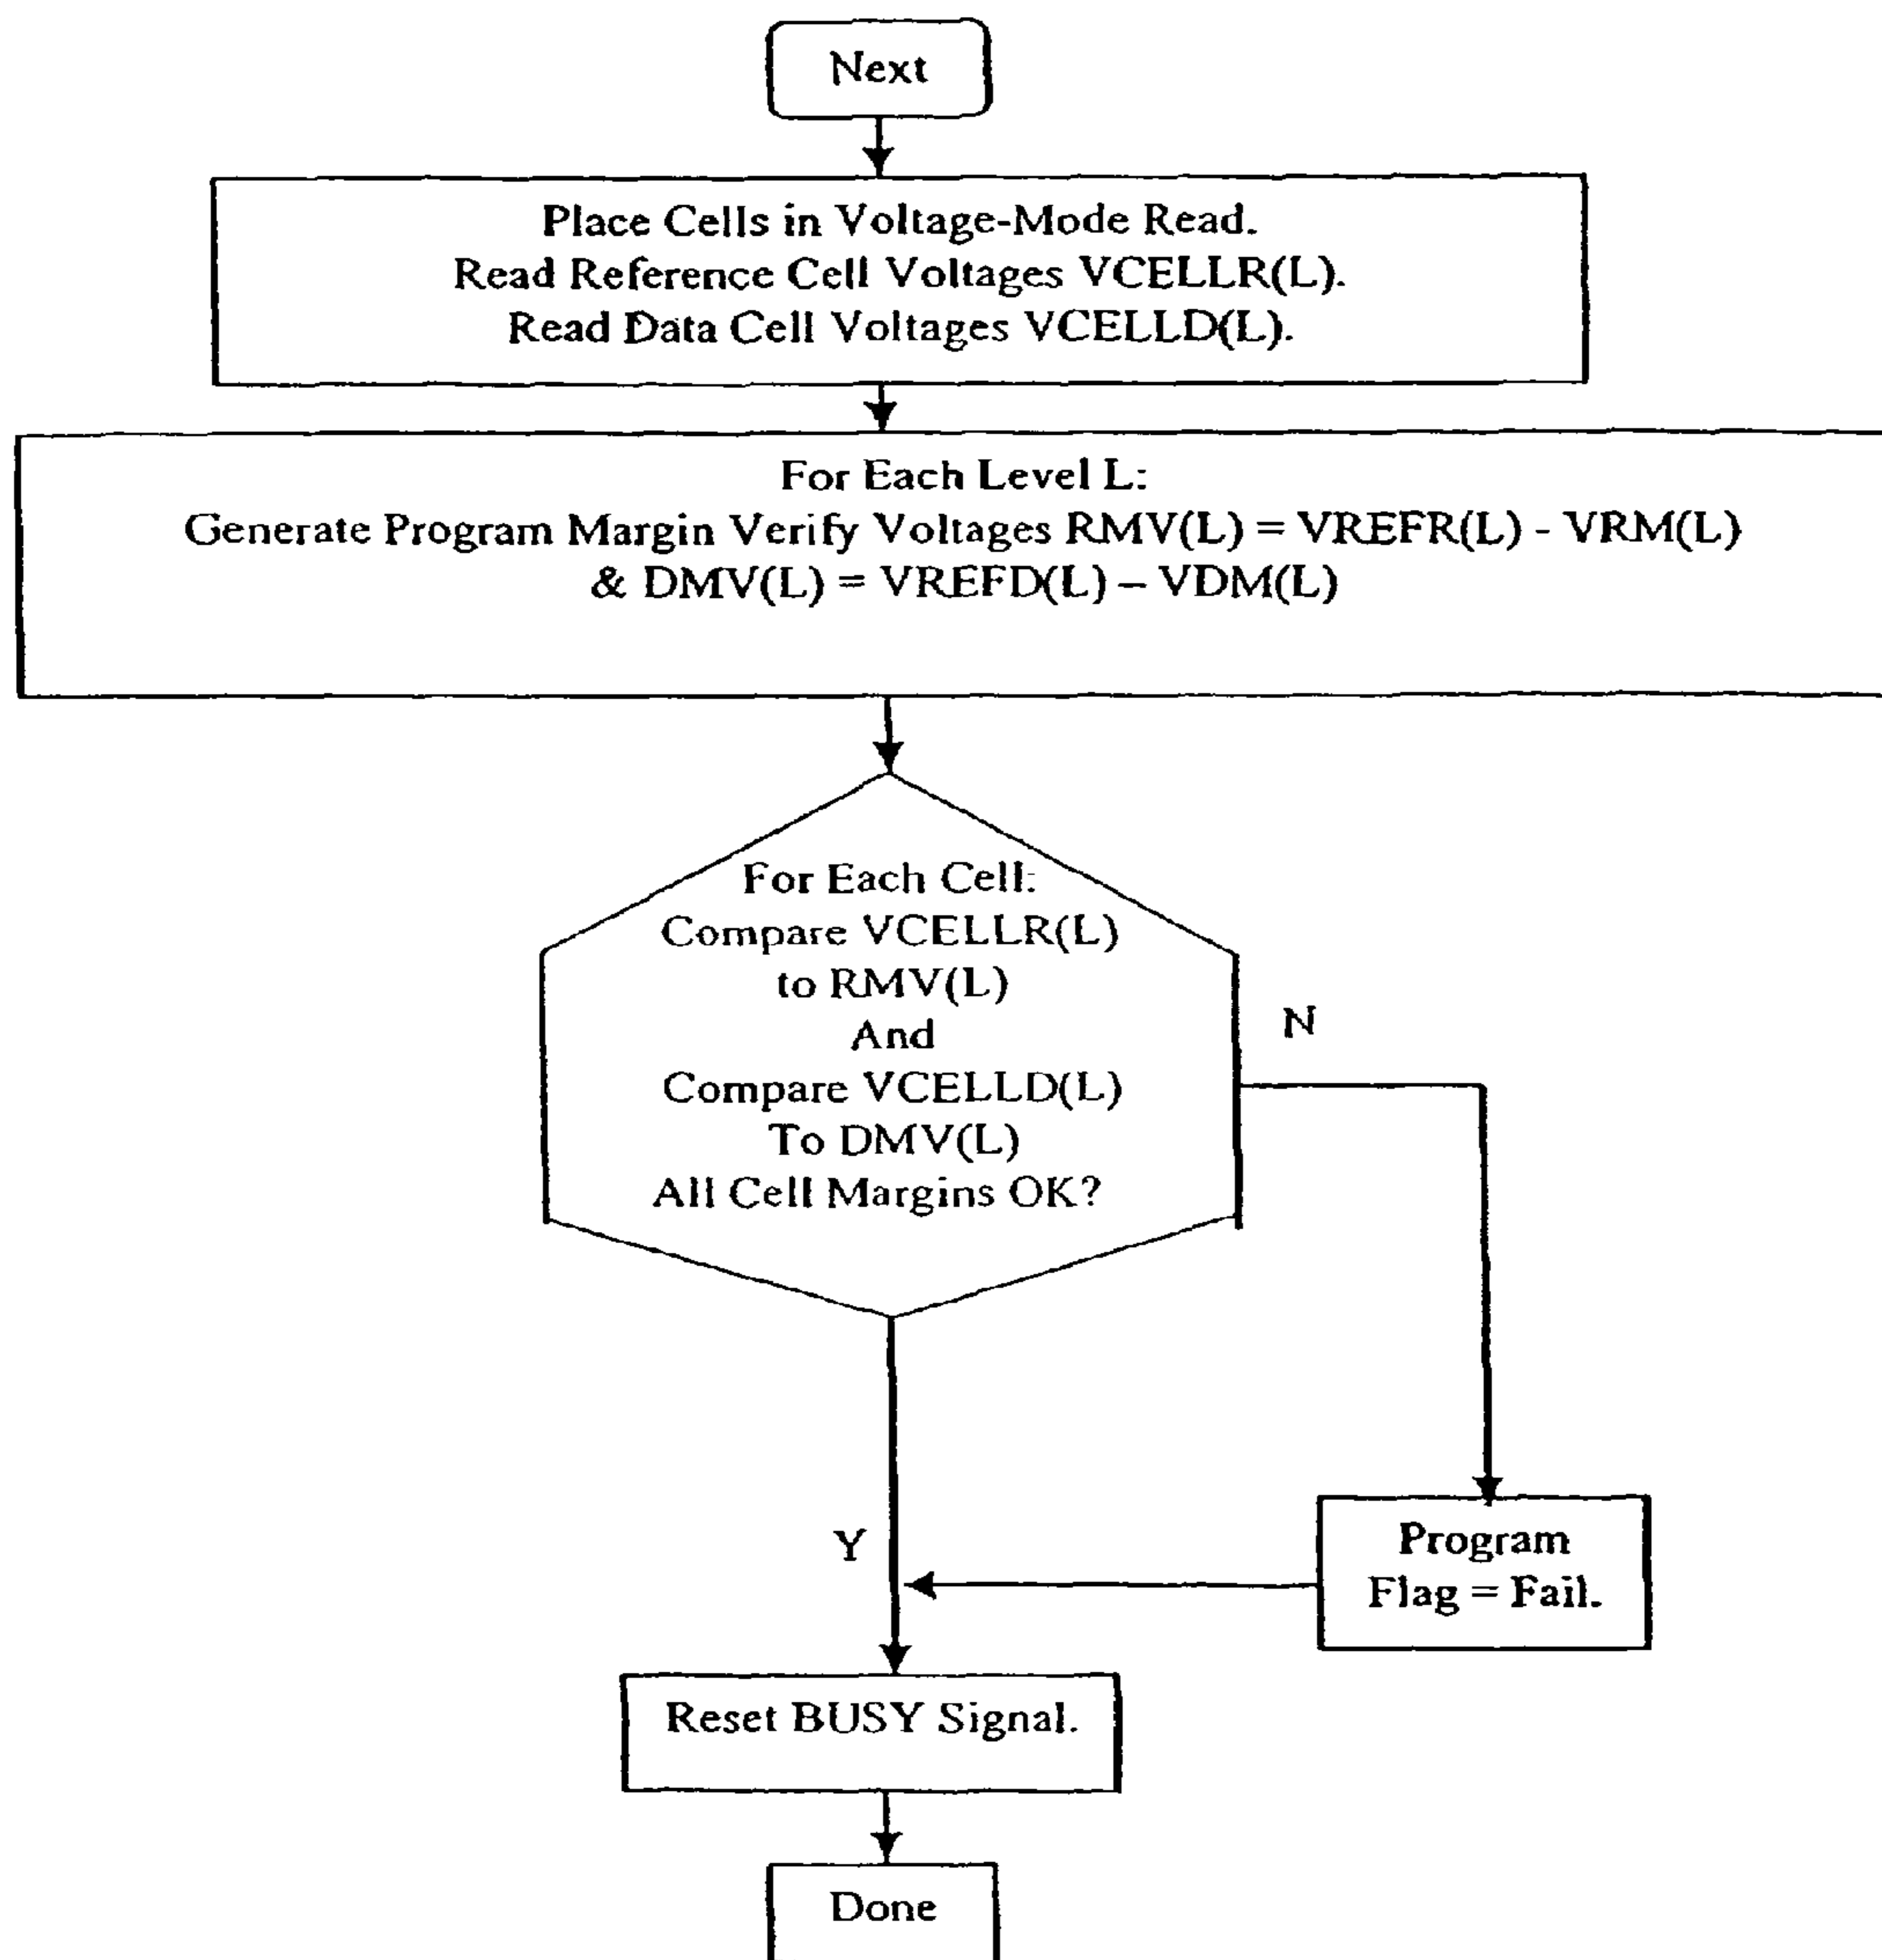 Next
Place Cells in Voltage-Mode Read.
Read Reference Cell Voltages VCELLR(L).
Read Data Cell Voltages VCELLD(L).
For Each Level L:
Generate Program Margin Verify Voltages RMV(L) = VREFR(L) - VRM(L)
& DMV(L) = VREFD(L) – VDM(L)
For Each Cell:
Compare VCELLR(L)
to RMV(L)
And
Compare VCELLD(L)
To DMV(L)
All Cell Margins OK?
N
Y
Program
Flag = Fail.
Reset BUSY Signal.
Done